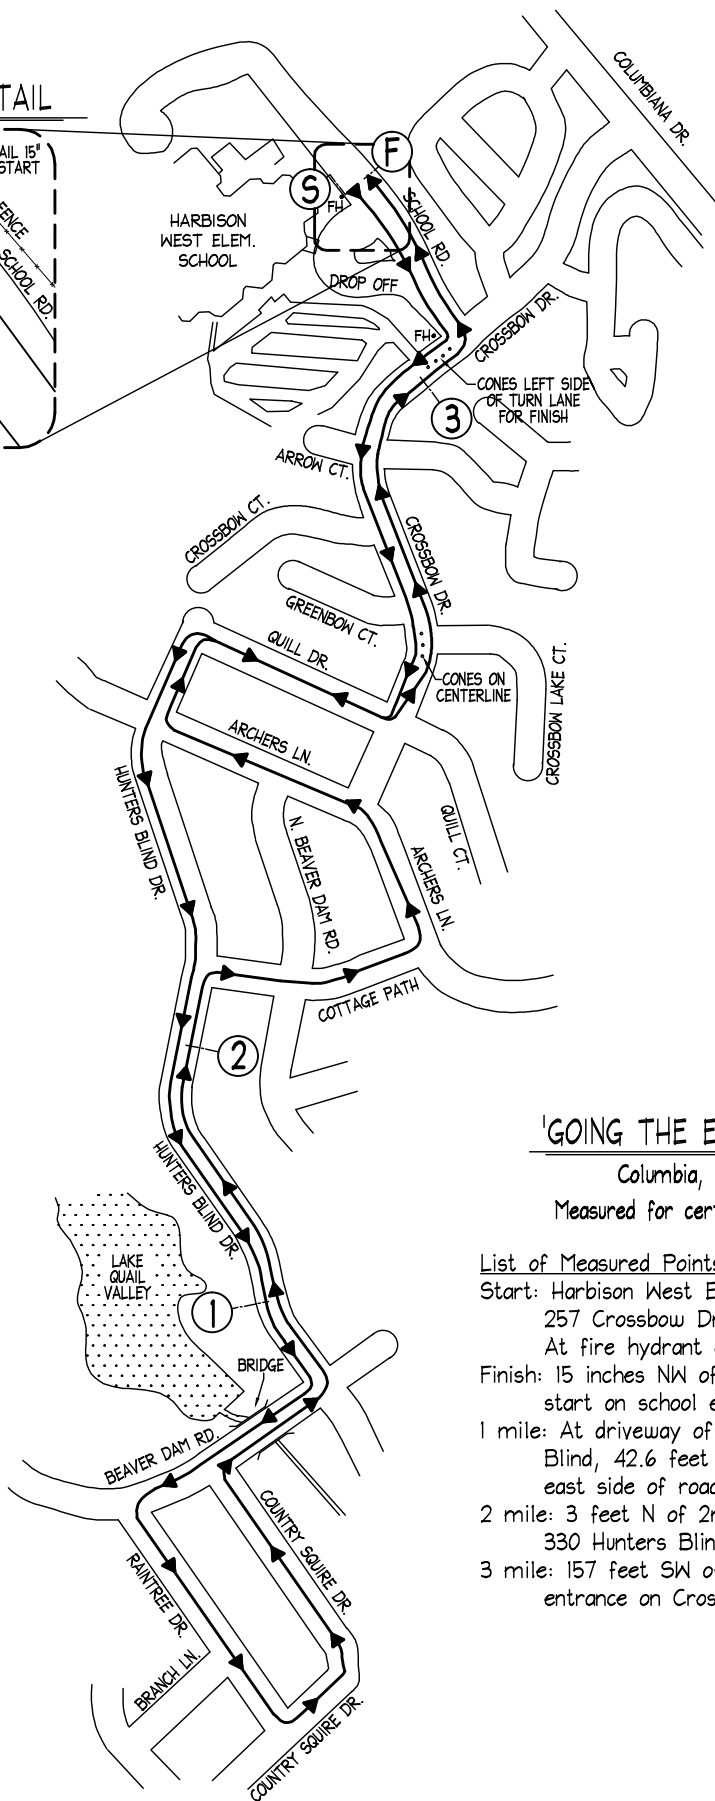 TAIL
AIL 15"
START
FENCE
SCHOOL RD.
COLUMBIANA DR.
F
S
FH
SCHOOL RD.
HARBISON
WEST ELEM.
SCHOOL
DROP OFF
FH
CROSSBOW DR.
CONES LEFT SIDE
OF TURN LANE
FOR FINISH
3
ARROW CT.
CROSSBOW CT.
CROSSBOW DR.
GREENBOW CT.
QUILL DR.
CONES ON
CENTERLINE
CROSSBOW LAKE CT.
ARCHERS LN.
HUNTERS BLIND DR.
N. BEAVER DAM RD.
QUILL CT.
ARCHERS LN.
COTTAGE PATH
2
HUNTERS BLIND DR.
LAKE
QUAIL
VALLEY
1
BRIDGE
BEAVER DAM RD.
COUNTRY SQUIRE DR.
RAINTREE DR.
BRANCH LN.
COUNTRY SQUIRE DR.
'GOING THE E
Columbia,
Measured for cert
List of Measured Points
Start: Harbison West E
257 Crossbow Dr
At fire hydrant
Finish: 15 inches NW of
start on school e
1 mile: At driveway of
Blind, 42.6 feet
east side of road
2 mile: 3 feet N of 2n
330 Hunters Blin
3 mile: 157 feet SW o
entrance on Cros